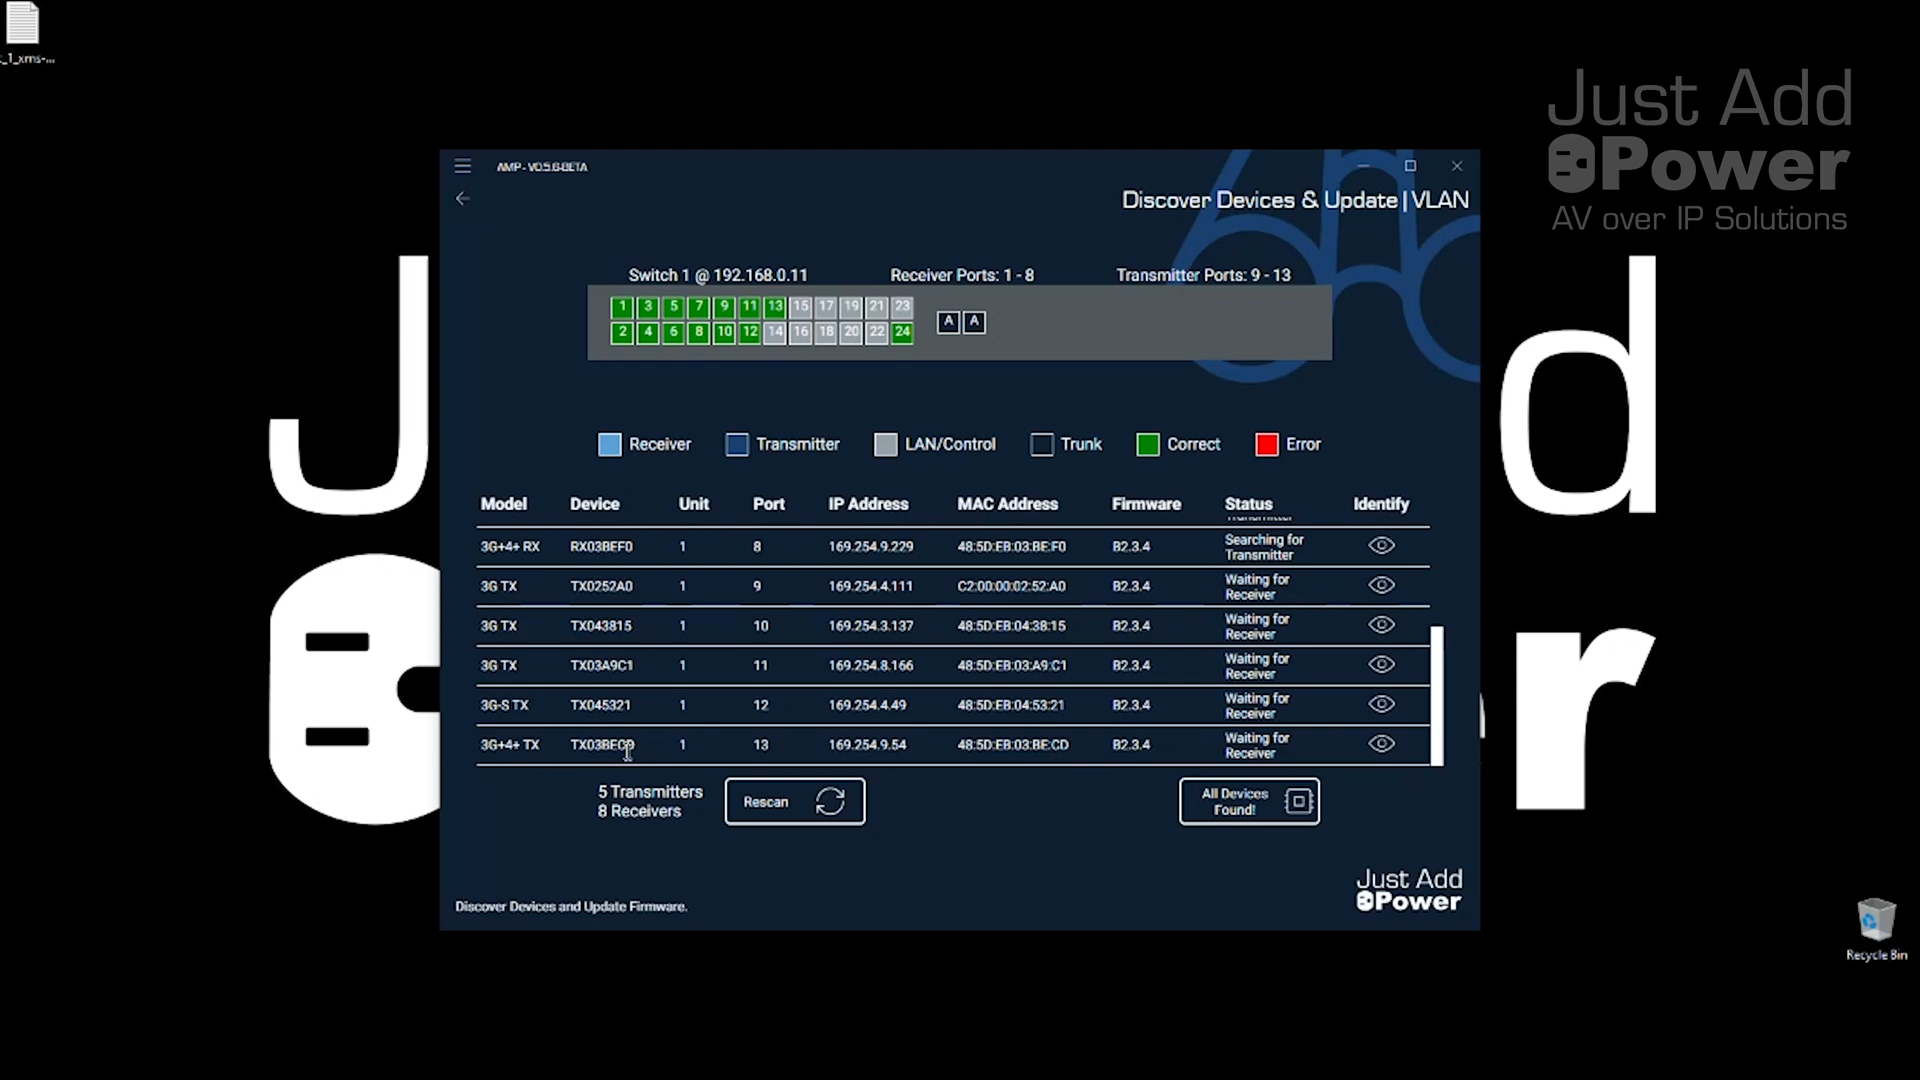 _1_xms-...
Just Add
Power
AV over IP Solutions
AMP - V0.5.6-BETA
Discover Devices & Update | VLAN
Switch 1 @ 192.168.0.11 Receiver Ports: 1 - 8 Transmitter Ports: 9 - 13
1 3 5 7 9 11 13 15 17 19 21 23
2 4 6 8 10 12 14 16 18 20 22 24
A A
Receiver Transmitter LAN/Control Trunk Correct Error
Model Device Unit Port IP Address MAC Address Firmware Status Identify
3G+4+ RX RX03BEF0 1 8 169.254.9.229 48:5D:EB:03:BE:F0 B2.3.4 Searching for
Transmitter
3G TX TX0252A0 1 9 169.254.4.111 C2:00:00:02:52:A0 B2.3.4 Waiting for
Receiver
3G TX TX043815 1 10 169.254.3.137 48:5D:EB:04:38:15 B2.3.4 Waiting for
Receiver
3G TX TX03A9C1 1 11 169.254.8.166 48:5D:EB:03:A9:C1 B2.3.4 Waiting for
Receiver
3G-S TX TX045321 1 12 169.254.4.49 48:5D:EB:04:53:21 B2.3.4 Waiting for
Receiver
3G+4+ TX 1 13 169.254.9.54 48:5D:EB:03:BE:CD B2.3.4 Waiting for
Receiver
5 Transmitters
8 Receivers
Rescan
All Devices
Found!
Just Add
Power
Discover Devices and Update Firmware.
Recycle Bin
J
d
r